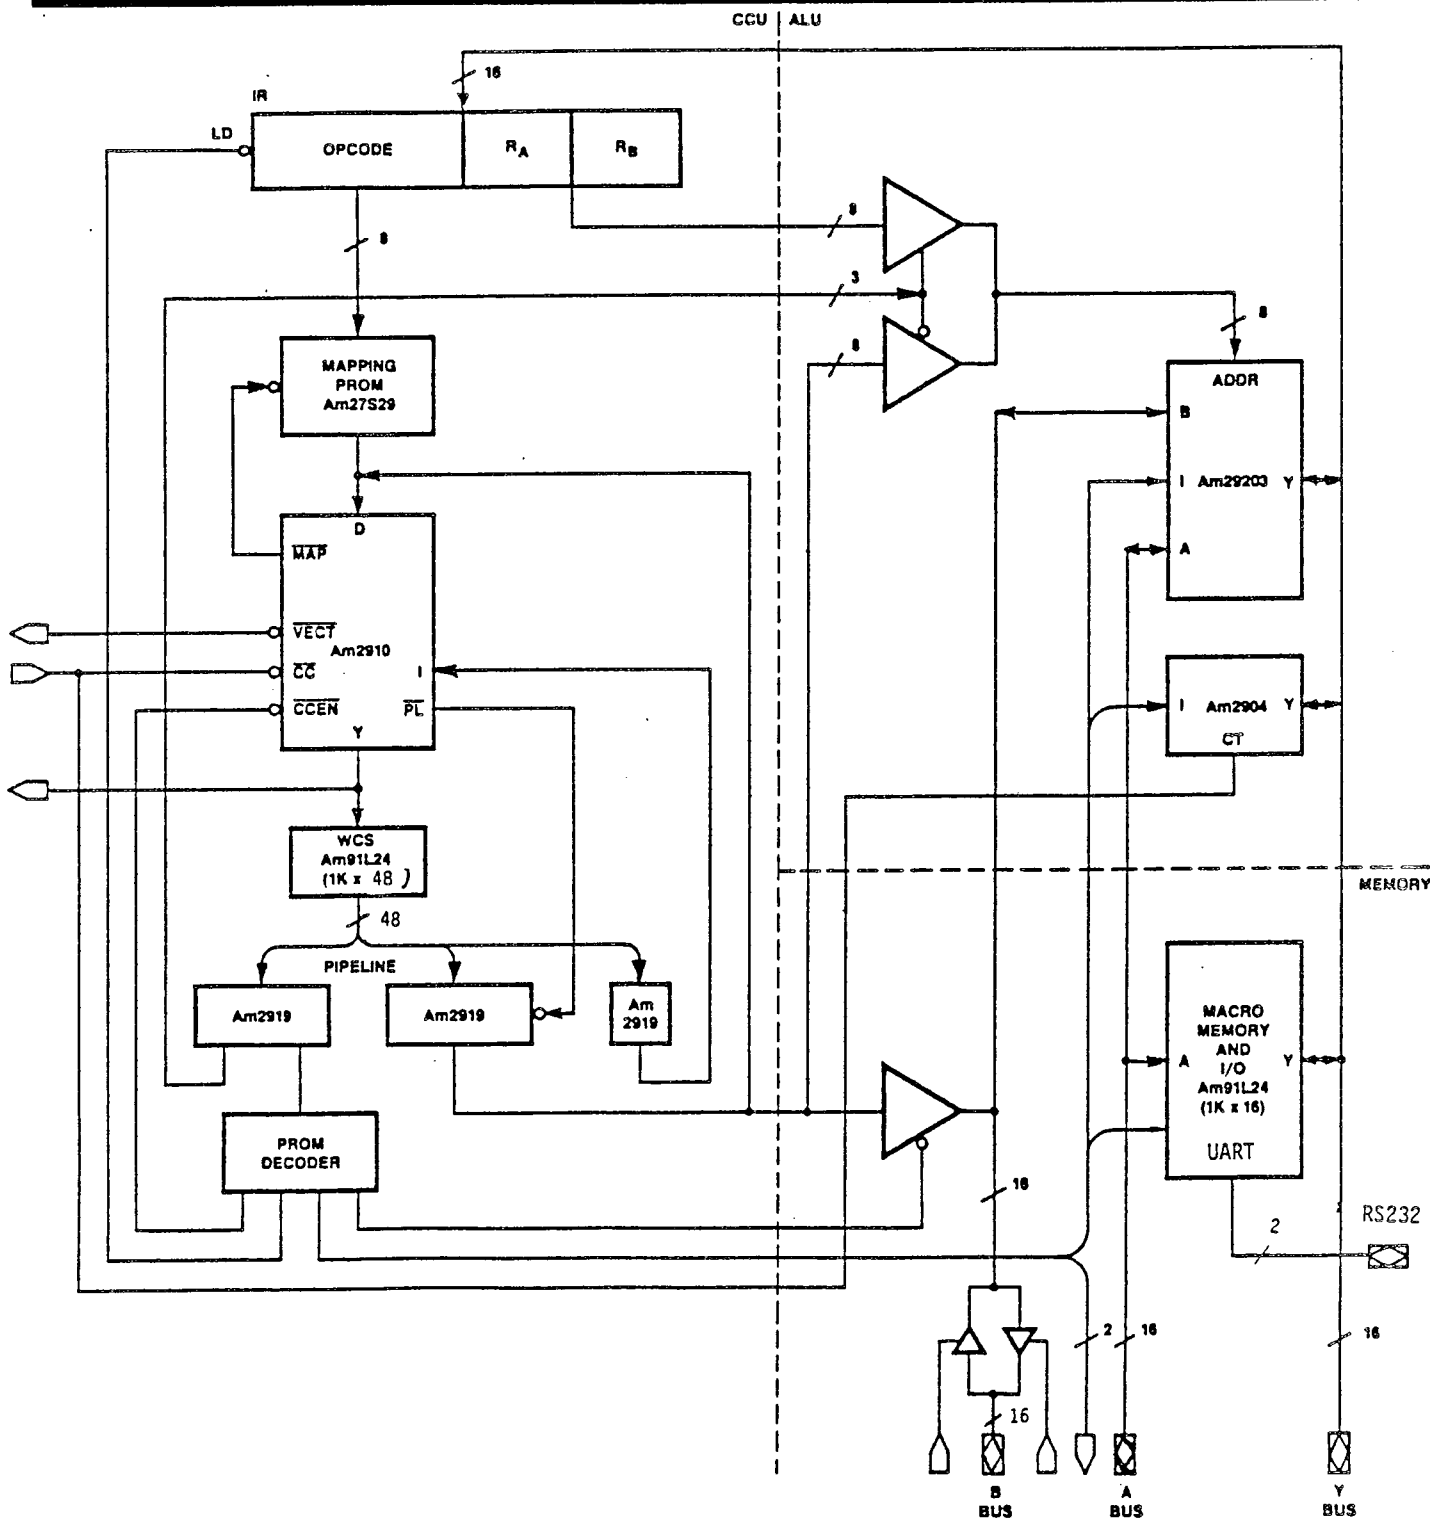 CCU | ALU
16
IR
LD
OPCODE
RA
RB
8
8
3
8
8
MAPPING
PROM
Am27S29
ADDR
B
I Am29203 Y
A
D
MAP
VECT
Am2910
CC
I
CCEN
PL
Y
I Am2904 Y
CT
WCS
Am91L24
(1K x 48 )
MEMORY
48
PIPELINE
Am2919
Am2919
Am
2919
MACRO
MEMORY
AND
I/O
A Y
Am91L24
(1K x 16)
UART
PROM
DECODER
16
2
RS232
2
16
16
16
B
BUS
A
BUS
Y
BUS